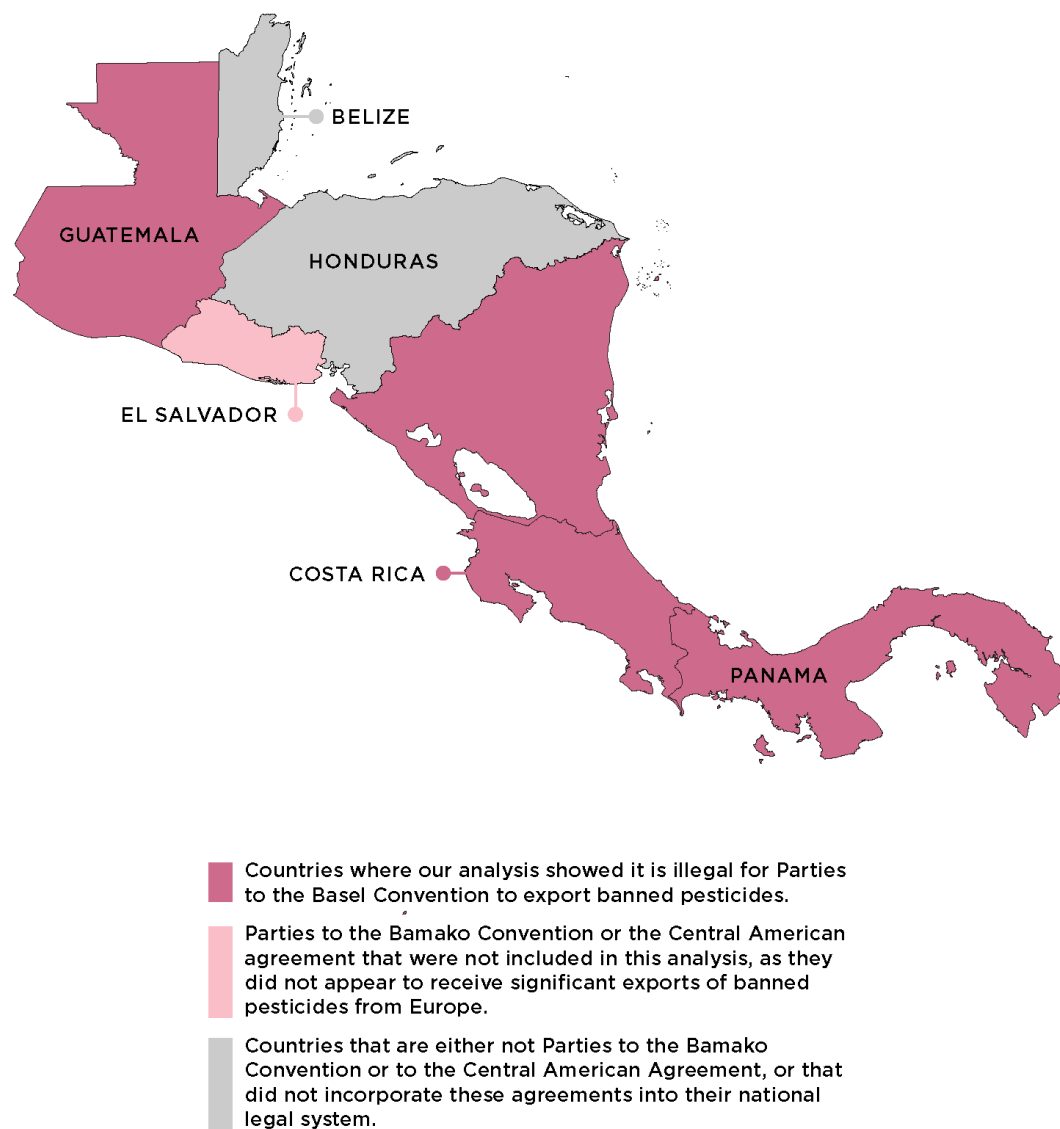 BELIZE
GUATEMALA
HONDURAS
EL SALVADOR
COSTA RICA
PANAMA
Countries where our analysis showed it is illegal for Parties
to the Basel Convention to export banned pesticides.
Parties to the Bamako Convention or the Central American
agreement that were not included in this analysis, as they
did not appear to receive significant exports of banned
pesticides from Europe.
Countries that are either not Parties to the Bamako
Convention or to the Central American Agreement, or that
did not incorporate these agreements into their national
legal system.